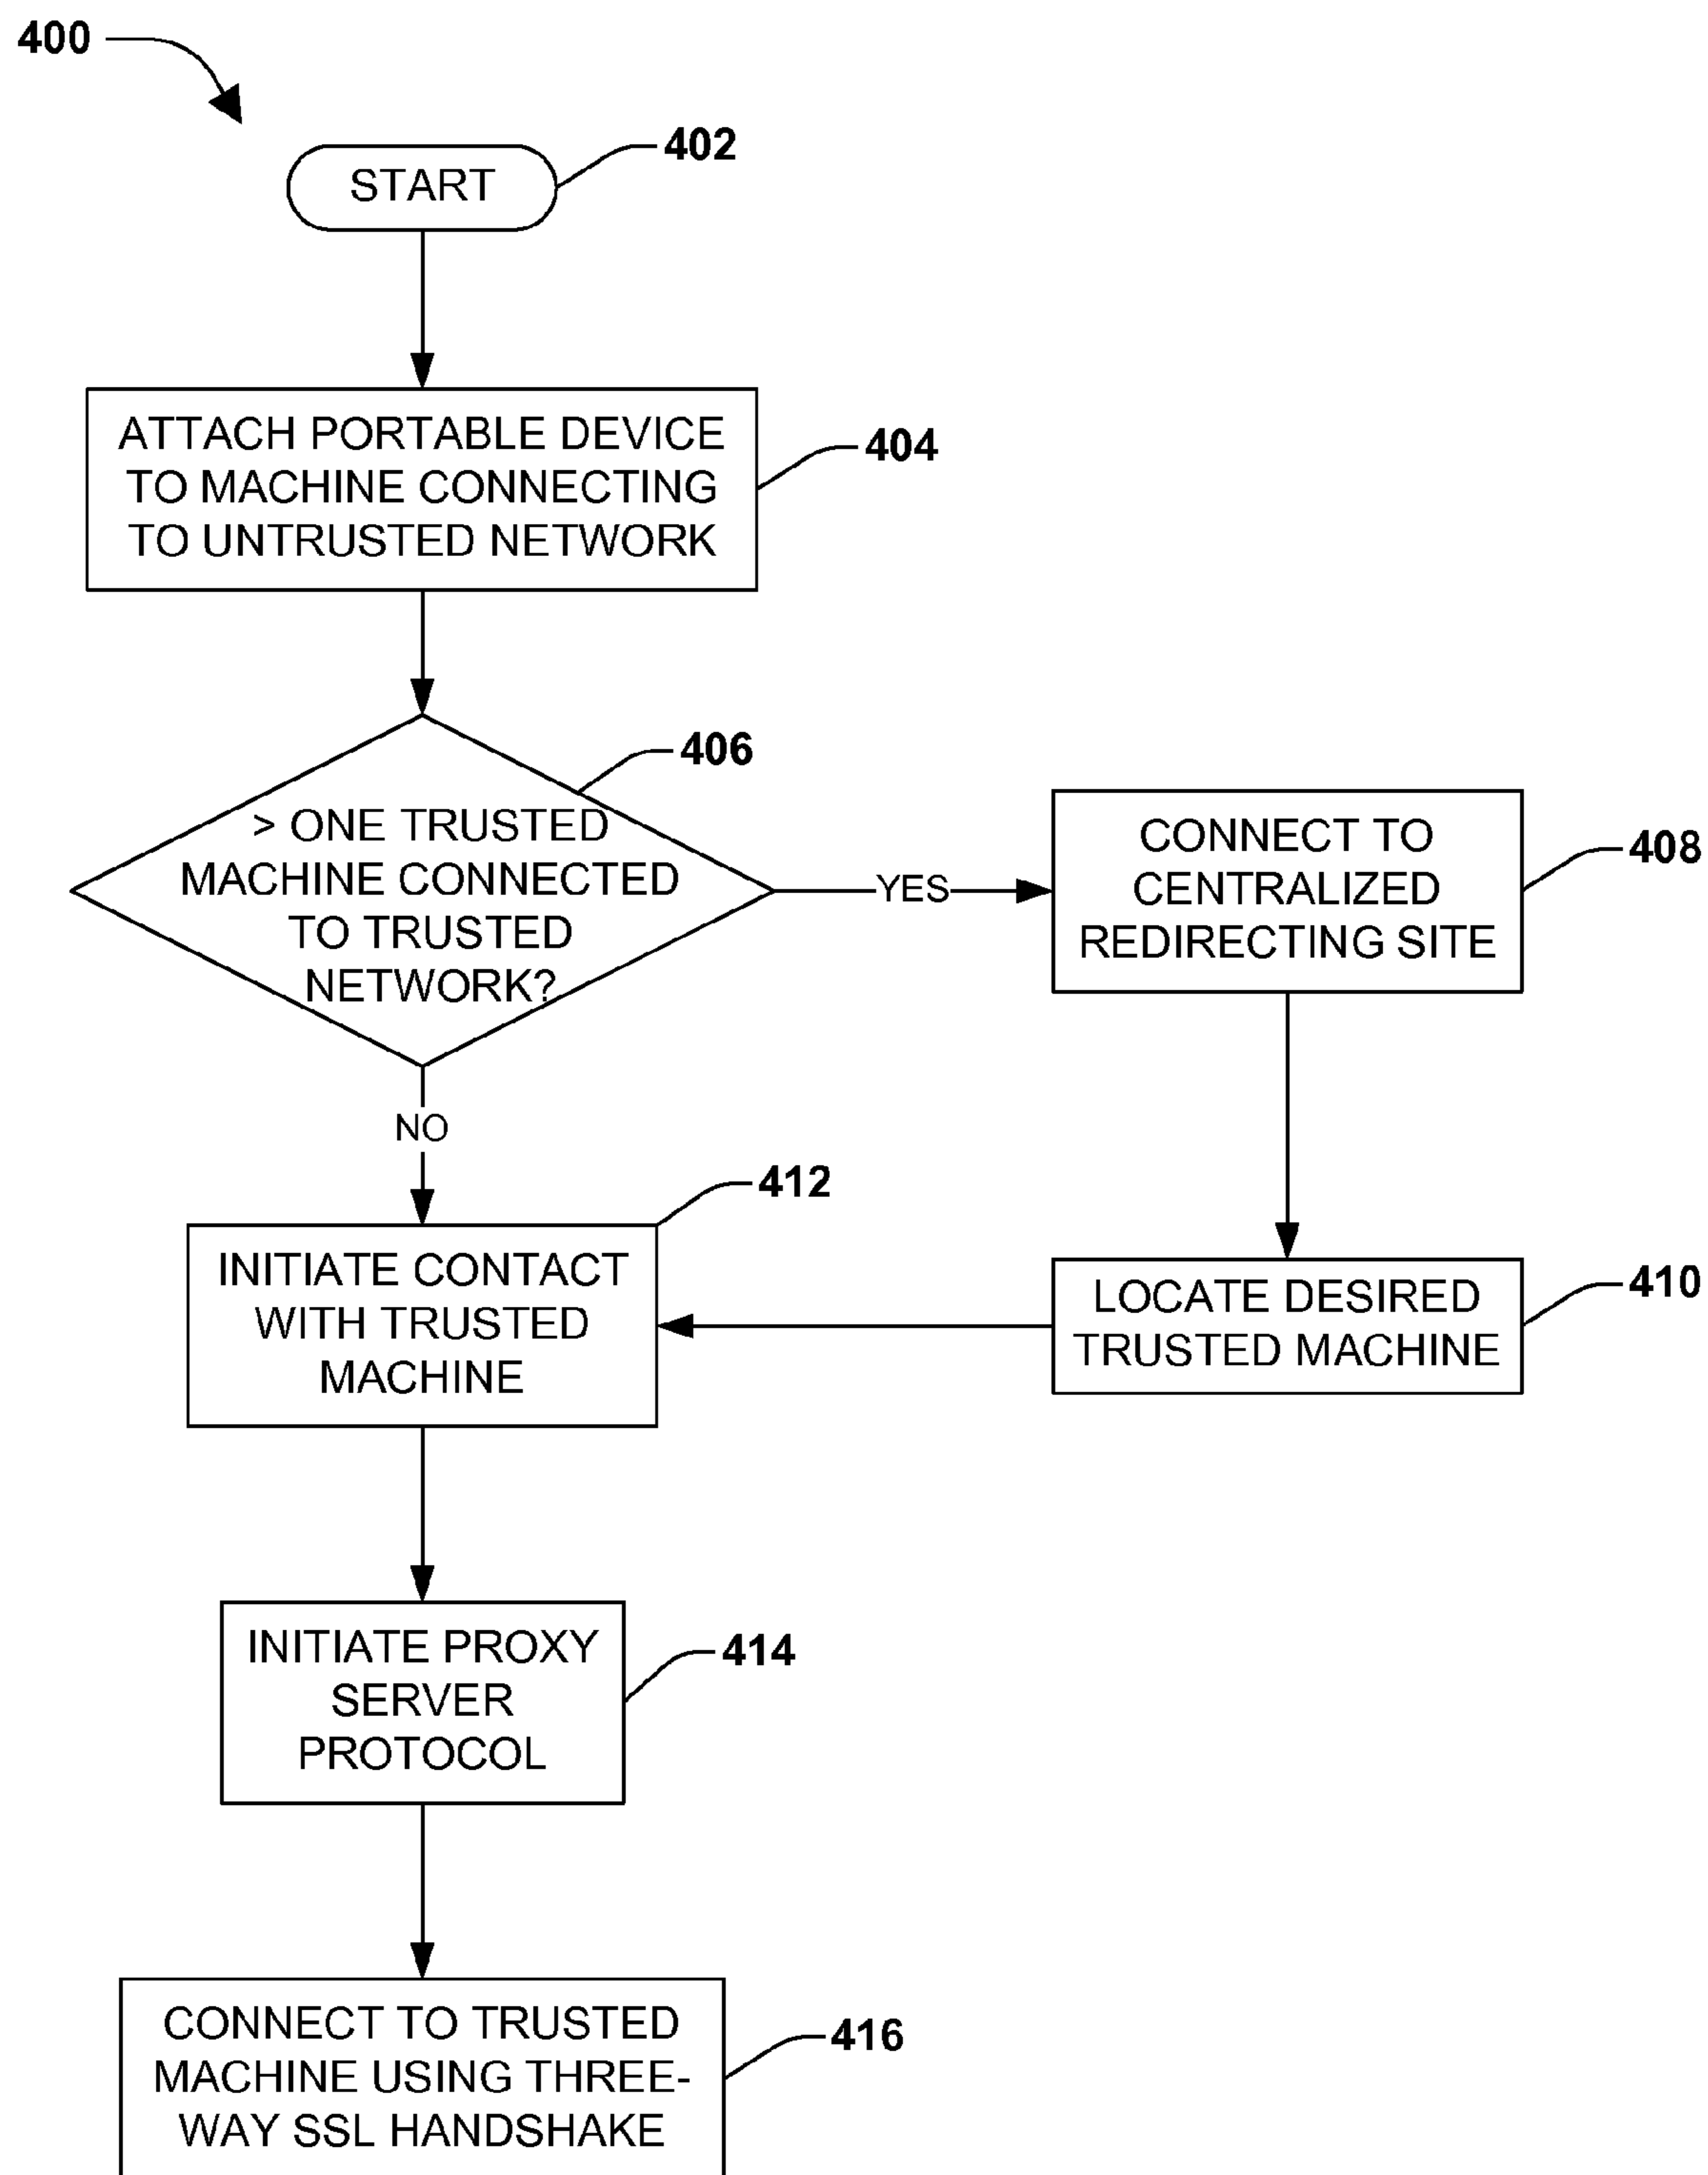 400
402
START
ATTACH PORTABLE DEVICE
TO MACHINE CONNECTING
TO UNTRUSTED NETWORK
404
406
> ONE TRUSTED
MACHINE CONNECTED
TO TRUSTED
NETWORK?
YES
CONNECT TO
CENTRALIZED
REDIRECTING SITE
408
NO
412
INITIATE CONTACT
WITH TRUSTED
MACHINE
LOCATE DESIRED
TRUSTED MACHINE
410
INITIATE PROXY
SERVER
PROTOCOL
414
CONNECT TO TRUSTED
MACHINE USING THREE-
WAY SSL HANDSHAKE
416